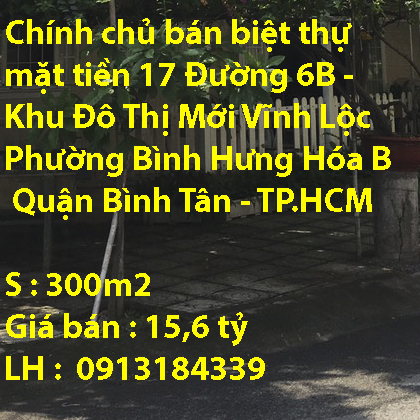 Chính chủ bán biệt thự
mặt tiền 17 Đường 6B -
Khu Đô Thị Mới Vĩnh Lộc
Phường Bình Hưng Hóa B
Quận Bình Tân - TP.HCM
S : 300m2
Giá bán : 15,6 tỷ
LH : 0913184339